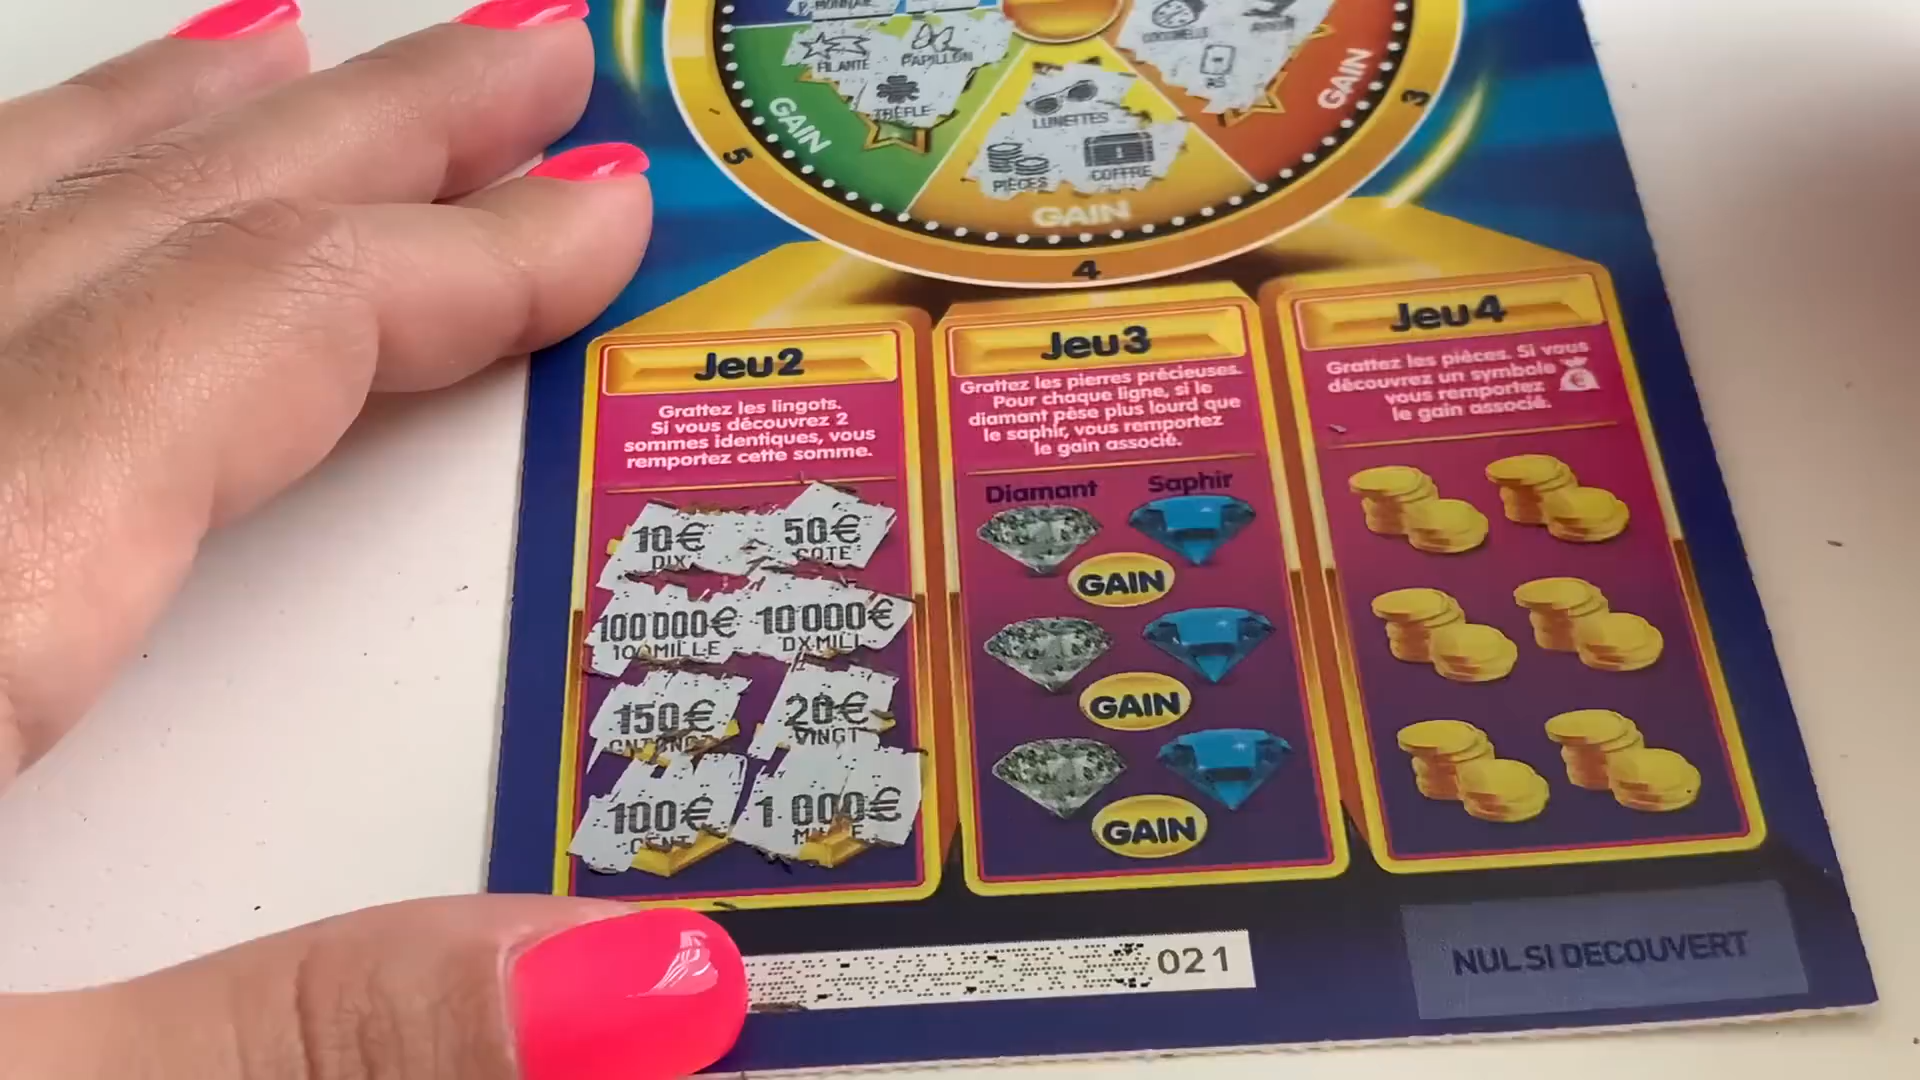 FILANTE
PAPILLON
TRÈFLE
GAIN
5
LUNETTES
PIÈCES
COFFRE
GAIN
4
COCCINELLE
AS
GAIN
3
Jeu2
Grattez les lingots.
Si vous découvrez 2
sommes identiques, vous
remportez cette somme.
10€
DIX
50€
100 000€
100MILLE
10 000€
DXMILL
150€
20€
VINGT
100€
CENT
1 000€
Jeu3
Grattez les pierres précieuses.
Pour chaque ligne, si le
diamant pèse plus lourd que
le saphir, vous remportez
le gain associé.
Diamant Saphir
GAIN
GAIN
GAIN
Jeu4
Grattez les pièces. Si vous
découvrez un symbole
vous remportez
le gain associé.
021
NUL SI DECOUVERT